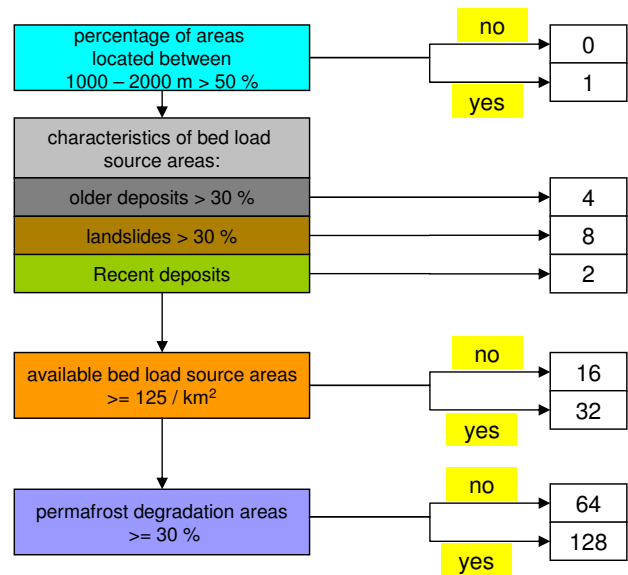 percentage of areas
located between
1000 – 2000 m > 50 %
no
0
1
yes
characteristics of bed load
source areas:
older deposits > 30 %
4
landslides > 30 %
8
Recent deposits
2
no
available bed load source areas
>= 125 / km²
16
32
yes
no
permafrost degradation areas
>= 30 %
64
128
yes